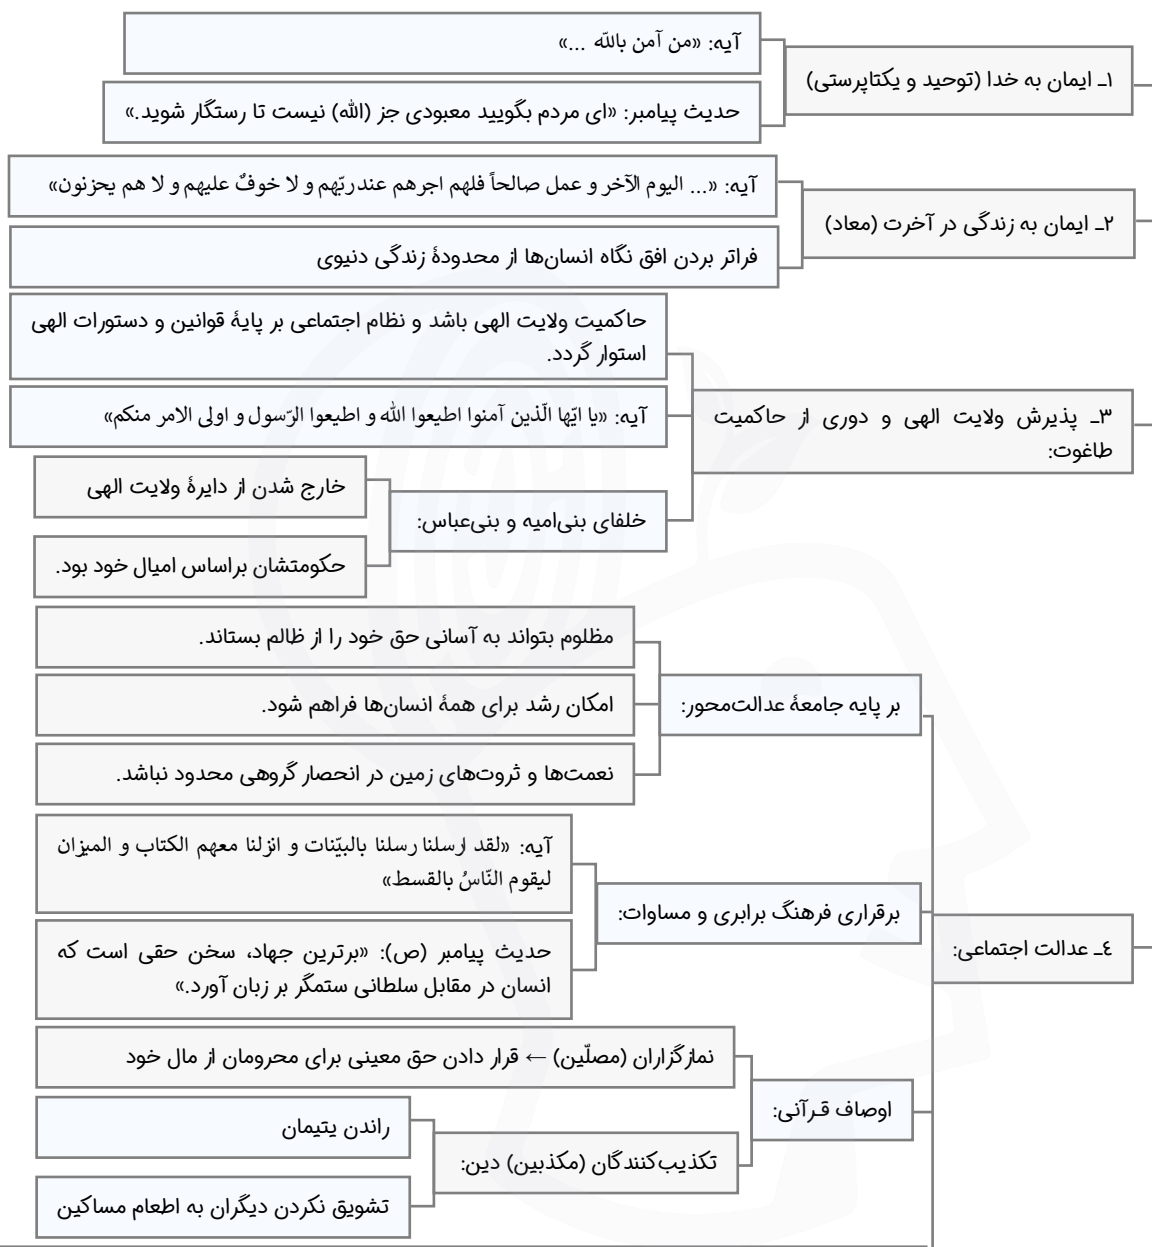 ۱ـ ایمان به خدا (توحید و یکتاپرستی)
آیه: «من آمن باللّه ...»
حدیث پیامبر: «ای مردم بگویید معبودی جز (الله) نیست تا رستگار شوید.»
۲ـ ایمان به زندگی در آخرت (معاد)
آیه: «... الیوم الآخر و عمل صالحاً فلهم اجرهم عندربّهم و لا خوفٌ علیهم و لا هم یحزنون»
فراتر بردن افق نگاه انسان‌ها از محدودهٔ زندگی دنیوی
۳ـ پذیرش ولایت الهی و دوری از حاکمیت
طاغوت:
حاکمیت ولایت الهی باشد و نظام اجتماعی بر پایهٔ قوانین و دستورات الهی
استوار گردد.
آیه: «یا ایّها الّذین آمنوا اطیعوا الله و اطیعوا الرّسول و اولی الامر منکم»
خلفای بنی‌امیه و بنی‌عباس:
خارج شدن از دایرهٔ ولایت الهی
حکومتشان براساس امیال خود بود.
٤ـ عدالت اجتماعی:
بر پایه جامعهٔ عدالت‌محور:
مظلوم بتواند به آسانی حق خود را از ظالم بستاند.
امکان رشد برای همهٔ انسان‌ها فراهم شود.
نعمت‌ها و ثروت‌های زمین در انحصار گروهی محدود نباشد.
برقراری فرهنگ برابری و مساوات:
آیه: «لقد ارسلنا رسلنا بالبیّنات و انزلنا معهم الکتاب و المیزان
لیقوم النّاسُ بالقسط»
حدیث پیامبر (ص): «برترین جهاد، سخن حقی است که
انسان در مقابل سلطانی ستمگر بر زبان آورد.»
اوصاف قرآنی:
نمازگزاران (مصلّین) ← قرار دادن حق معینی برای محرومان از مال خود
تکذیب‌کنندگان (مکذبین) دین:
راندن یتیمان
تشویق نکردن دیگران به اطعام مساکین